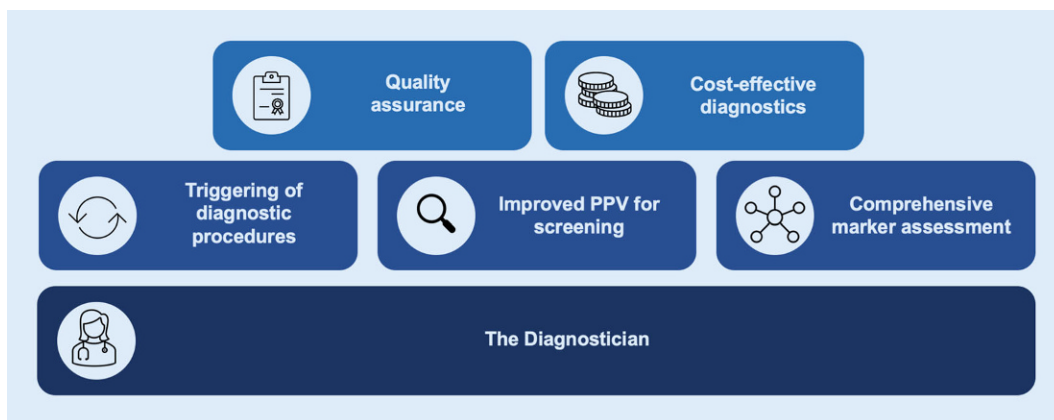 Quality
assurance
Cost-effective
diagnostics
Triggering of
diagnostic
procedures
Improved PPV for
screening
Comprehensive
marker assessment
The Diagnostician